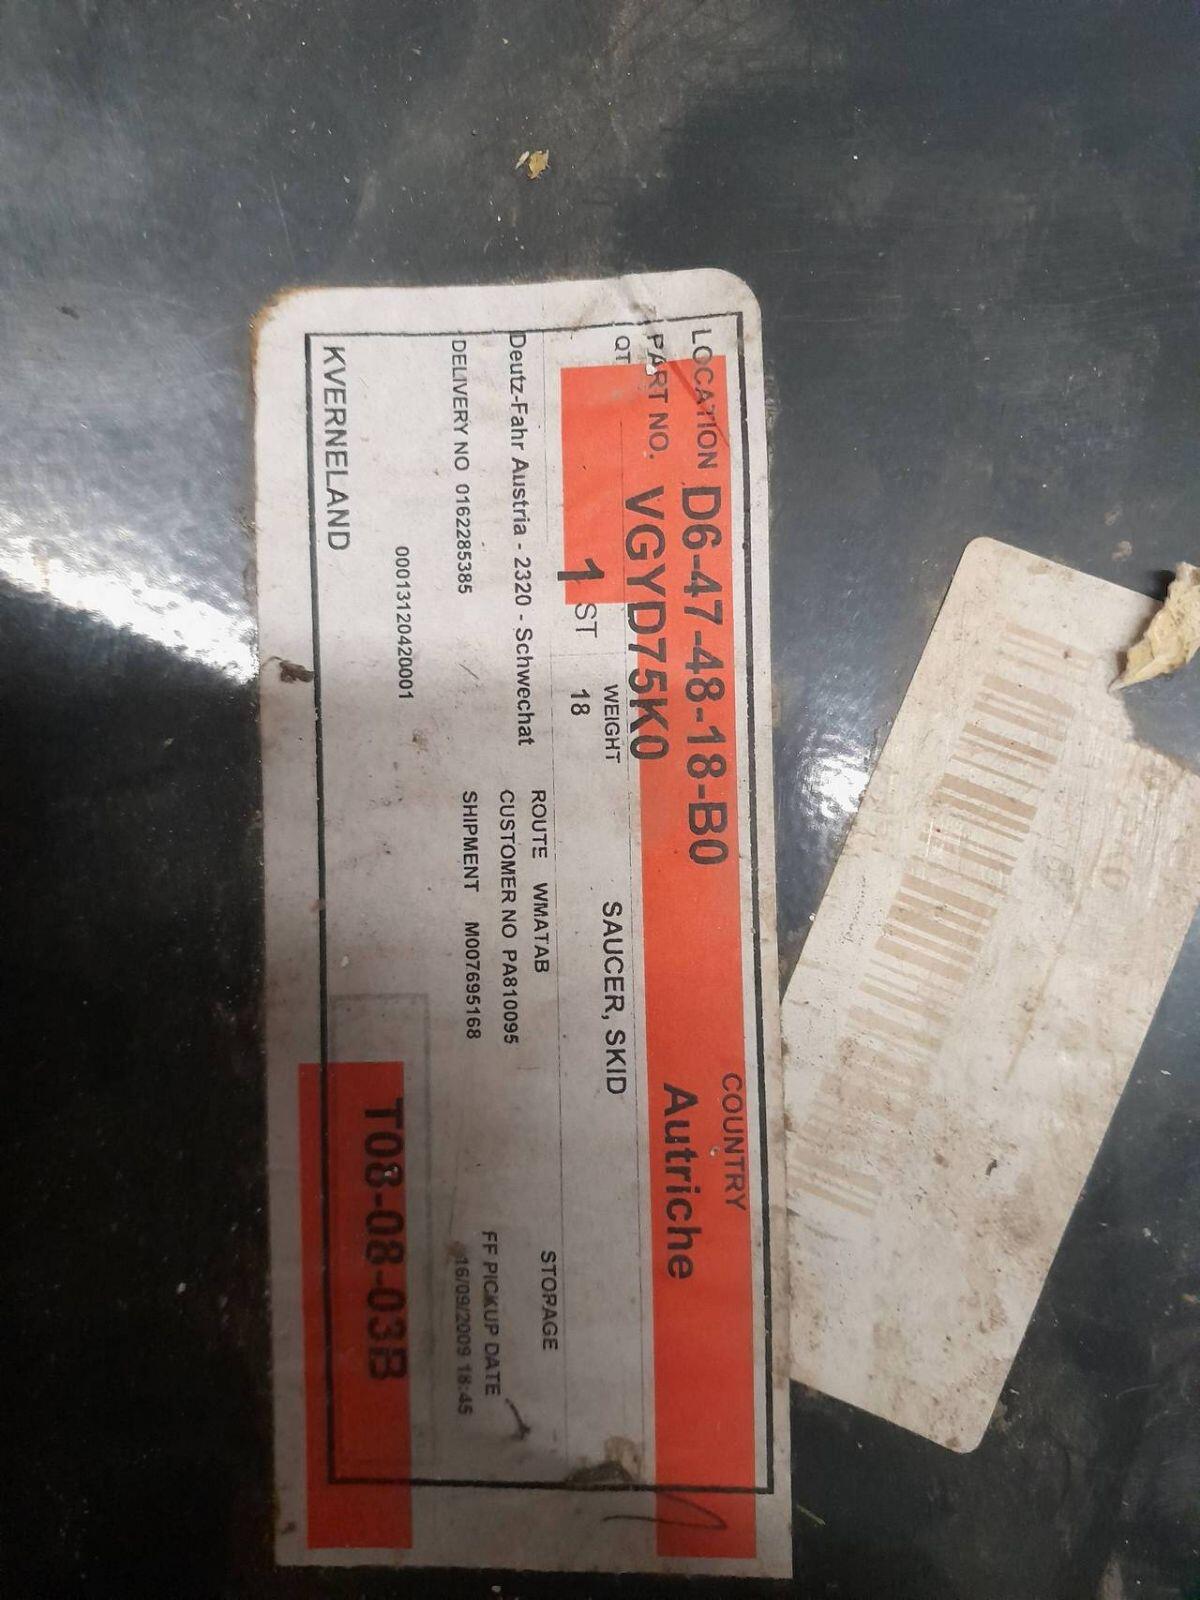 LOCATION D6-47-48-18-B0
COUNTRY
PART NO. VGYD75K0
Autriche
QT 1 ST
WEIGHT
18
SAUCER, SKID
Deutz-Fahr Austria - 2320 - Schwechat
ROUTE WMATAB
STORAGE
CUSTOMER NO PA810095
FF PICKUP DATE
DELIVERY NO 0162285385
SHIPMENT M007695168
16/09/2009 18:45
00013120420001
T08-08-03B
KVERNELAND